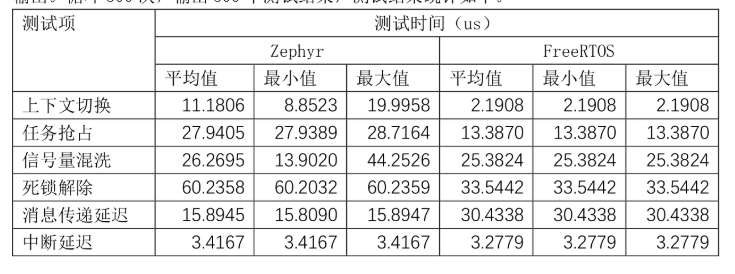 测试项 测试时间（us）
Zephyr FreeRTOS
平均值 最小值 最大值 平均值 最小值 最大值
上下文切换 11.1806 8.8523 19.9958 2.1908 2.1908 2.1908
任务抢占 27.9405 27.9389 28.7164 13.3870 13.3870 13.3870
信号量混洗 26.2695 13.9020 44.2526 25.3824 25.3824 25.3824
死锁解除 60.2358 60.2032 60.2359 33.5442 33.5442 33.5442
消息传递延迟 15.8945 15.8090 15.8947 30.4338 30.4338 30.4338
中断延迟 3.4167 3.4167 3.4167 3.2779 3.2779 3.2779